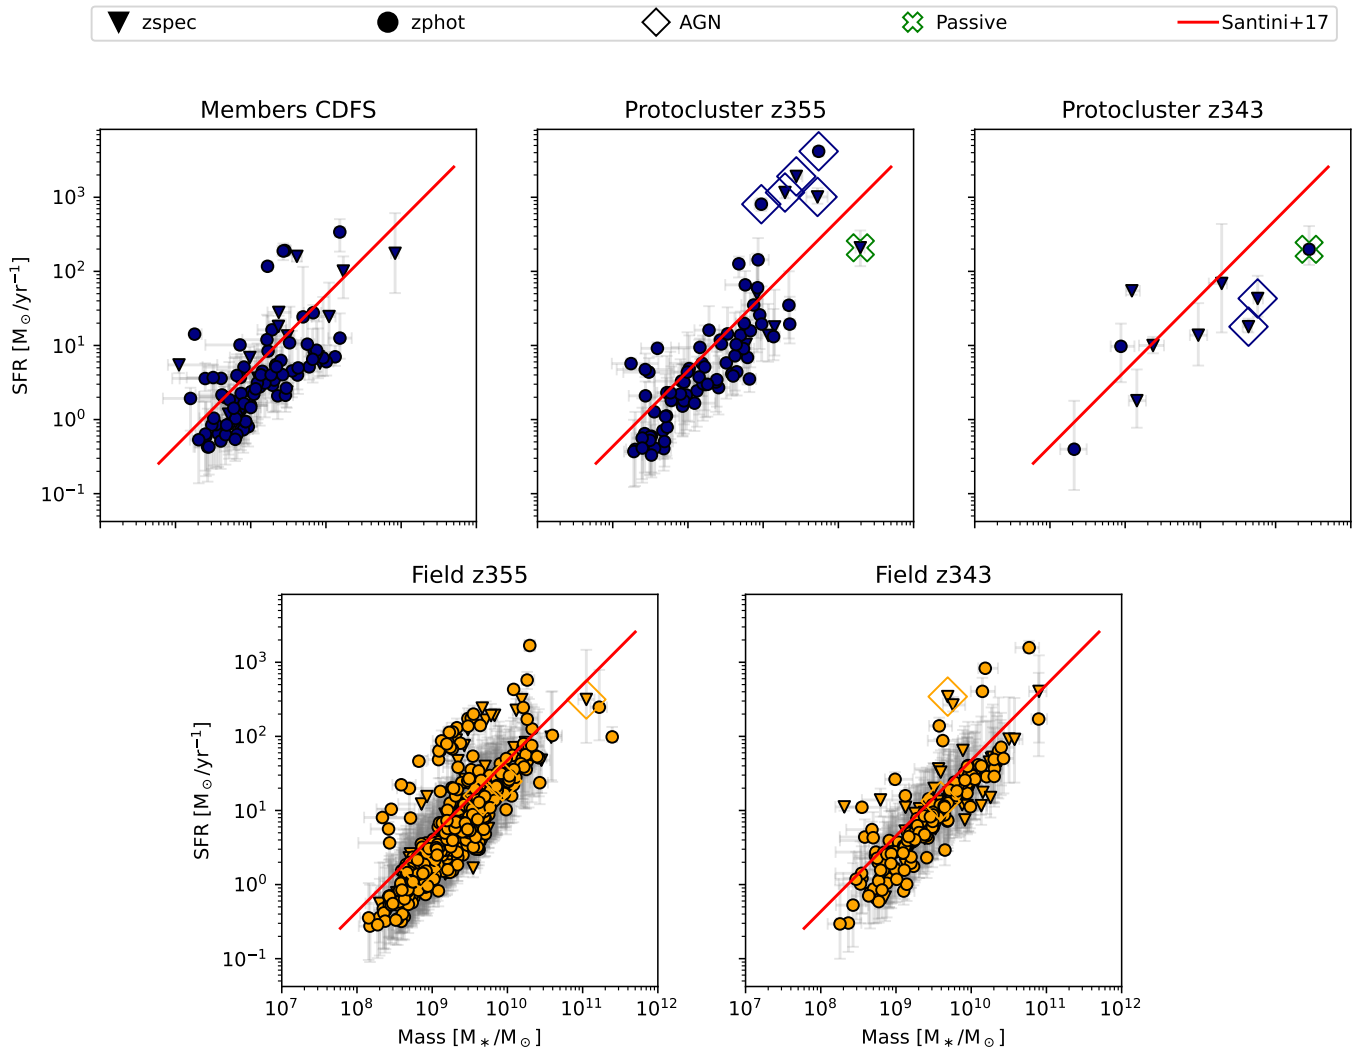 zspec zphot AGN Passive Santini+17
Members CDFS Protocluster z355 Protocluster z343
SFR [M⊙/yr⁻¹]
10³
10²
10¹
10⁰
10⁻¹
Field z355 Field z343
SFR [M⊙/yr⁻¹]
10³
10²
10¹
10⁰
10⁻¹
10⁷ 10⁸ 10⁹ 10¹⁰ 10¹¹ 10¹² 10⁷ 10⁸ 10⁹ 10¹⁰ 10¹¹ 10¹²
Mass [M∗/M⊙] Mass [M∗/M⊙]